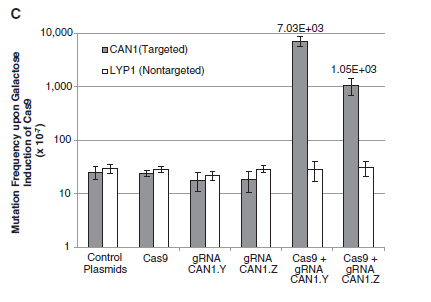 C
Mutation Frequency upon Galactose
Induction of Cas9
(x 10⁻⁷)
10,000
1,000
100
10
1
CAN1(Targeted)
LYP1 (Nontargeted)
7.03E+03
1.05E+03
Control
Plasmids
Cas9
gRNA
CAN1.Y
gRNA
CAN1.Z
Cas9 +
gRNA
CAN1.Y
Cas9 +
gRNA
CAN1.Z